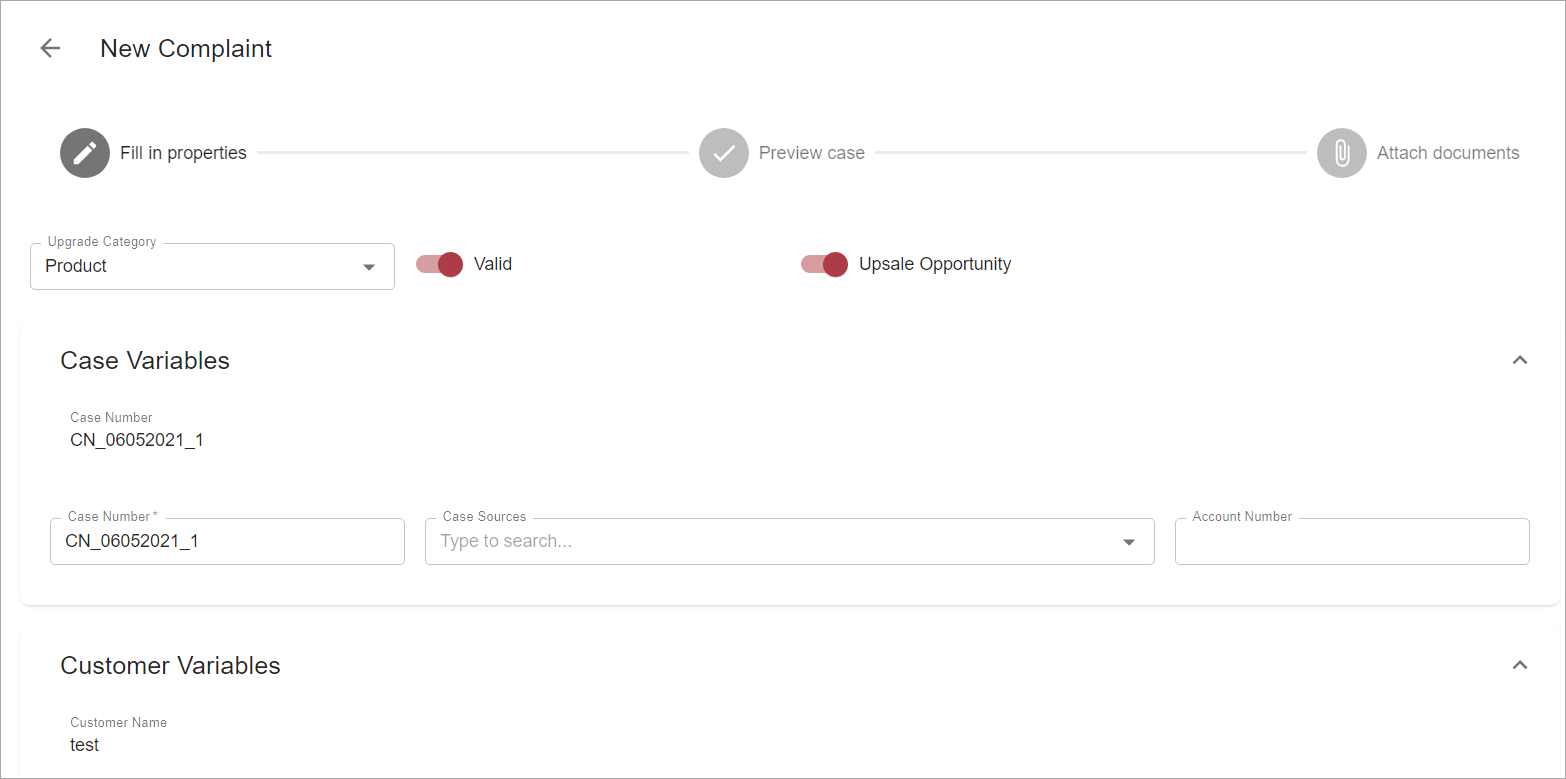 New Complaint
Fill in properties
Preview case
Attach documents
Upgrade Category
Product
Valid
Upsale Opportunity
Case Variables
Case Number
CN_06052021_1
Case Number *
CN_06052021_1
Case Sources
Type to search...
Account Number
Customer Variables
Customer Name
test